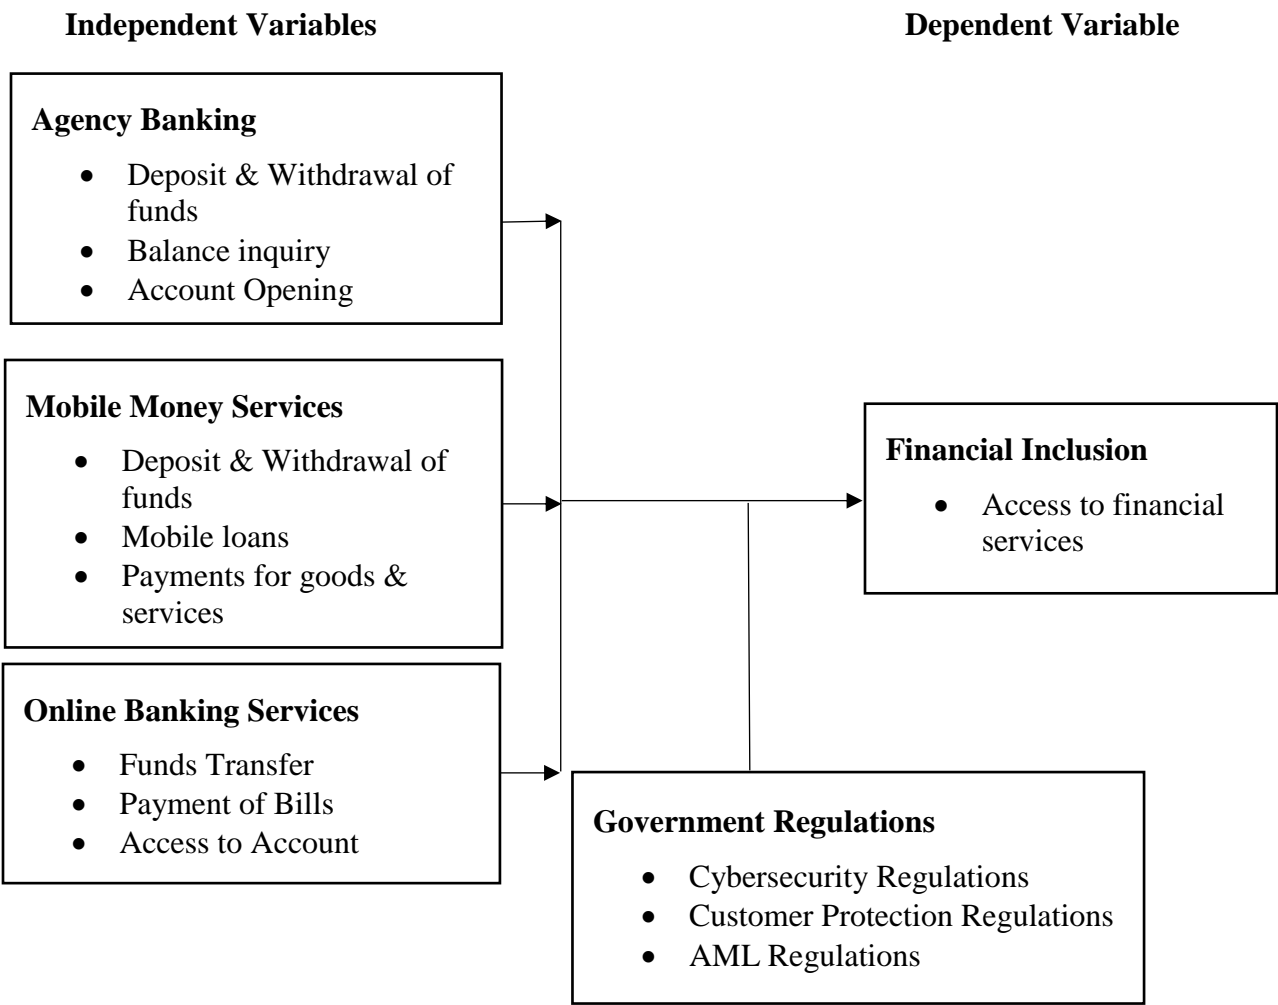 Independent Variables
Dependent Variable
Agency Banking
• Deposit & Withdrawal of
funds
• Balance inquiry
• Account Opening
Mobile Money Services
• Deposit & Withdrawal of
funds
• Mobile loans
• Payments for goods &
services
Online Banking Services
• Funds Transfer
• Payment of Bills
• Access to Account
Financial Inclusion
• Access to financial
services
Government Regulations
• Cybersecurity Regulations
• Customer Protection Regulations
• AML Regulations